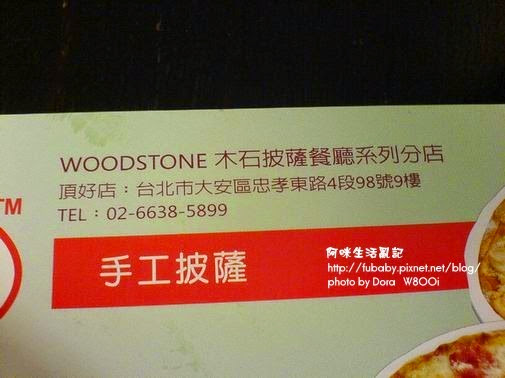 WOODSTONE 木石披薩餐廳系列分店
頂好店：台北市大安區忠孝東路4段98號9樓
TM
TEL：02-6638-5899
手工披薩
阿咪生活亂記
http://fubaby.pixnet.net/blog/
photo by Dora W800i